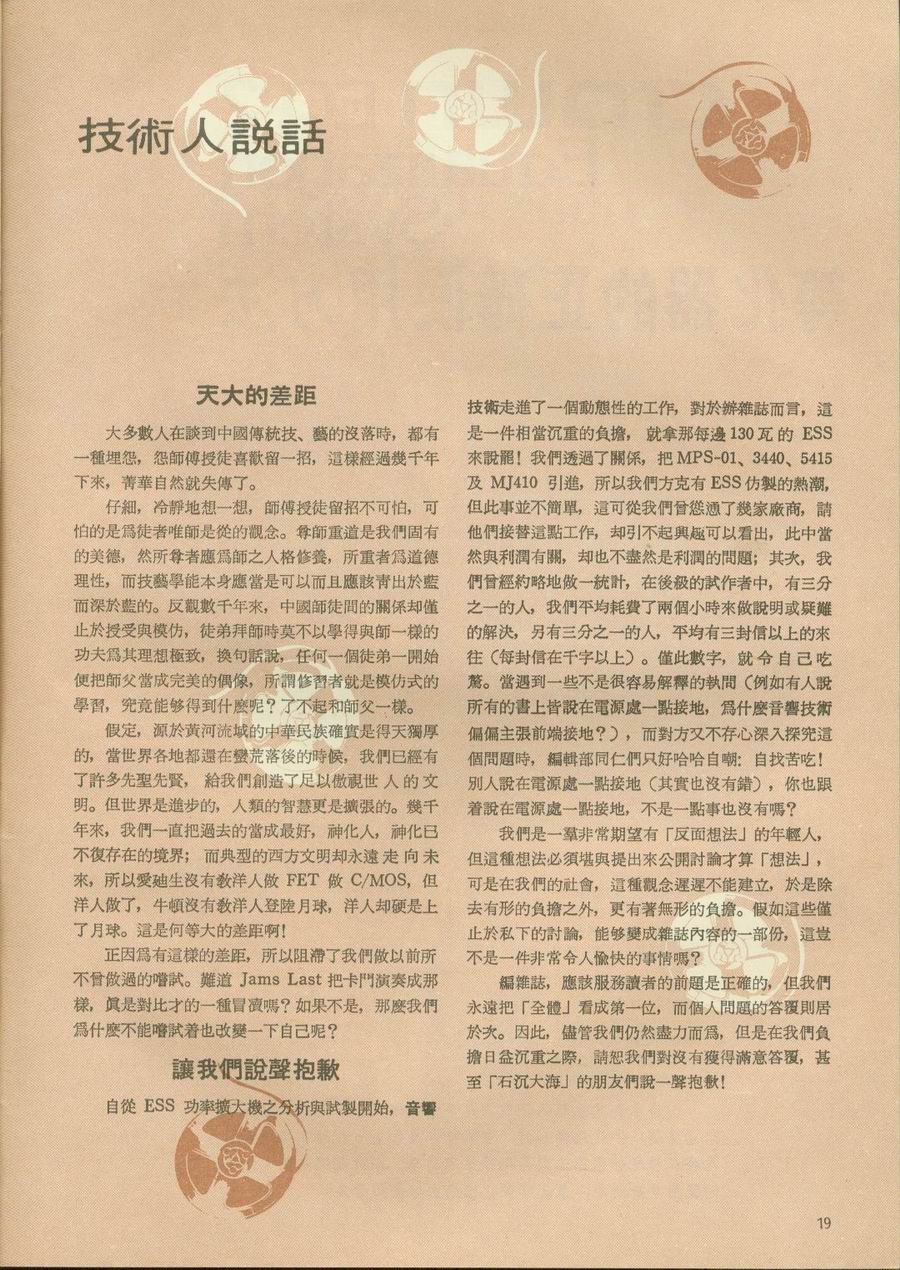 技術人說話
天大的差距
大多數人在談到中國傳統技、藝的沒落時，都有
一種埋怨，怨師傅授徒喜歡留一招，這樣經過幾千年
下來，菁華自然就失傳了。
仔細，冷靜地想一想，師傅授徒留招不可怕，可
怕的是爲徒者唯師是從的觀念。尊師重道是我們固有
的美德，然所尊者應爲師之人格修養，所重者爲道德
理性，而技藝學能本身應當是可以而且應該靑出於藍
而深於藍的。反觀數千年來，中國師徒間的關係却僅
止於授受與模仿，徒弟拜師時莫不以學得與師一樣的
功夫爲其理想極致，換句話說，任何一個徒弟一開始
便把師父當成完美的偶像，所謂修習者就是模仿式的
學習，究竟能够得到什麼呢？了不起和師父一樣。
假定，源於黃河流域的中華民族確實是得天獨厚
的，當世界各地都還在蠻荒落後的時候，我們已經有
了許多先聖先賢，給我們創造了足以傲視世人的文
明。但世界是進步的，人類的智慧更是擴張的。幾千
年來，我們一直把過去的當成最好，神化人，神化已
不復存在的境界；而典型的西方文明却永遠走向未
來，所以愛廸生沒有敎洋人做 FET 做 C/MOS，但
洋人做了，牛頓沒有敎洋人登陸月球，洋人却硬是上
了月球。這是何等大的差距啊！
正因爲有這樣的差距，所以阻滯了我們做以前所
不曾做過的嚐試。難道 Jams Last 把卡門演奏成那
樣，眞是對比才的一種冒瀆嗎？如果不是，那麼我們
爲什麼不能嚐試着也改變一下自己呢？
讓我們說聲抱歉
自從 ESS 功率擴大機之分析與試製開始，音響
技術走進了一個動態性的工作，對於辦雜誌而言，這
是一件相當沉重的負擔，就拿那每邊 130 瓦的 ESS
來說罷！我們透過了關係，把 MPS-01、3440、5415
及 MJ410 引進，所以我們方克有 ESS 仿製的熱潮，
但此事並不簡單，這可從我們曾慫慂了幾家廠商，請
他們接替這點工作，却引不起興趣可以看出，此中當
然與利潤有關，却也不盡然是利潤的問題；其次，我
們曾經約略地做一統計，在後級的試作者中，有三分
之一的人，我們平均耗費了兩個小時來做說明或疑難
的解決，另有三分之一的人，平均有三封信以上的來
往（每封信在千字以上）。僅此數字，就令自己吃
驚。當遇到一些不是很容易解釋的執問（例如有人說
所有的書上皆說在電源處一點接地，爲什麼音響技術
偏偏主張前端接地？），而對方又不存心深入探究這
個問題時，編輯部同仁們只好哈哈自嘲：自找苦吃！
別人說在電源處一點接地（其實也沒有錯），你也跟
着說在電源處一點接地，不是一點事也沒有嗎？
我們是一羣非常期望有「反面想法」的年輕人，
但這種想法必須堪與提出來公開討論才算「想法」，
可是在我們的社會，這種觀念遲遲不能建立，於是除
去有形的負擔之外，更有著無形的負擔。假如這些僅
止於私下的討論，能够變成雜誌內容的一部份，這豈
不是一件非常令人愉快的事情嗎？
編雜誌，應該服務讀者的前題是正確的，但我們
永遠把「全體」看成第一位，而個人問題的答覆則居
於次。因此，儘管我們仍然盡力而爲，但是在我們負
擔日益沉重之際，請恕我們對沒有獲得滿意答覆，甚
至「石沉大海」的朋友們說一聲抱歉！
19